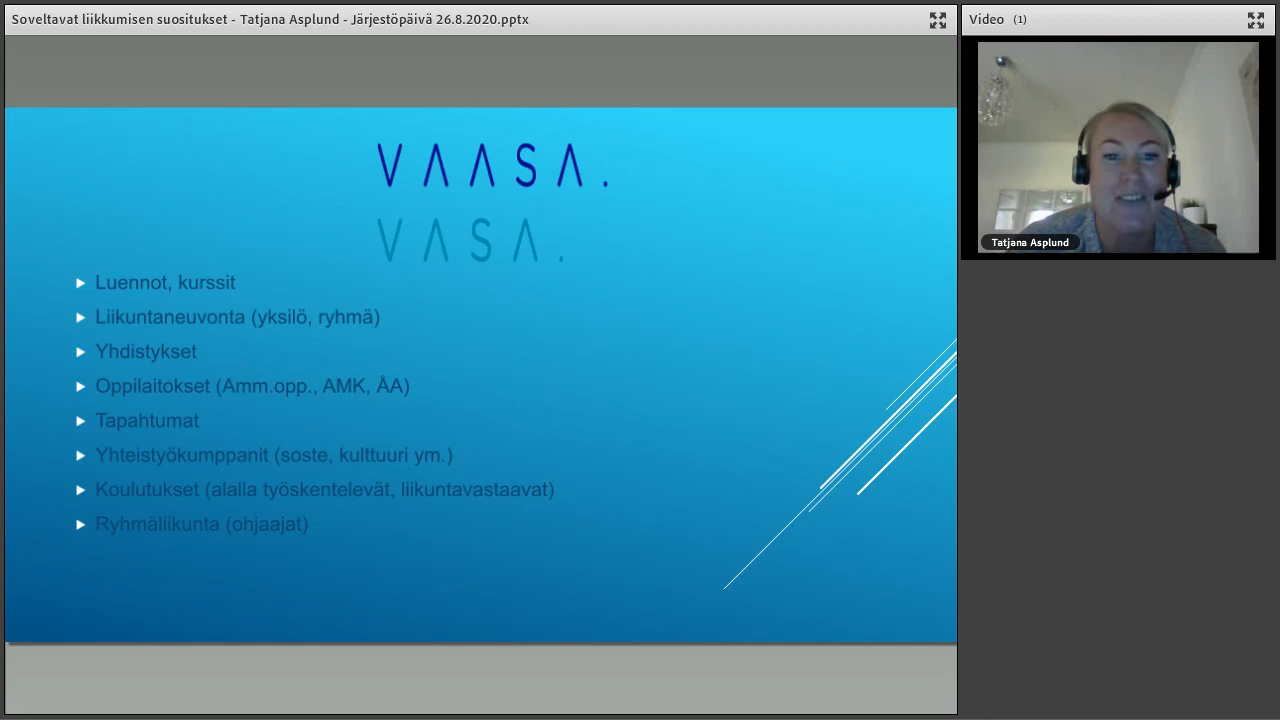 Soveltavat liikkumisen suositukset - Tatjana Asplund - Järjestöpäivä 26.8.2020.pptx
Video (1)
VAASA.
VASA.
Luennot, kurssit
Liikuntaneuvonta (yksilö, ryhmä)
Yhdistykset
Oppilaitokset (Amm.opp., AMK, ÅA)
Tapahtumat
Yhteistyökumppanit (soste, kulttuuri ym.)
Koulutukset (alalla työskentelevät, liikuntavastaavat)
Ryhmäliikunta (ohjaajat)
Tatjana Asplund